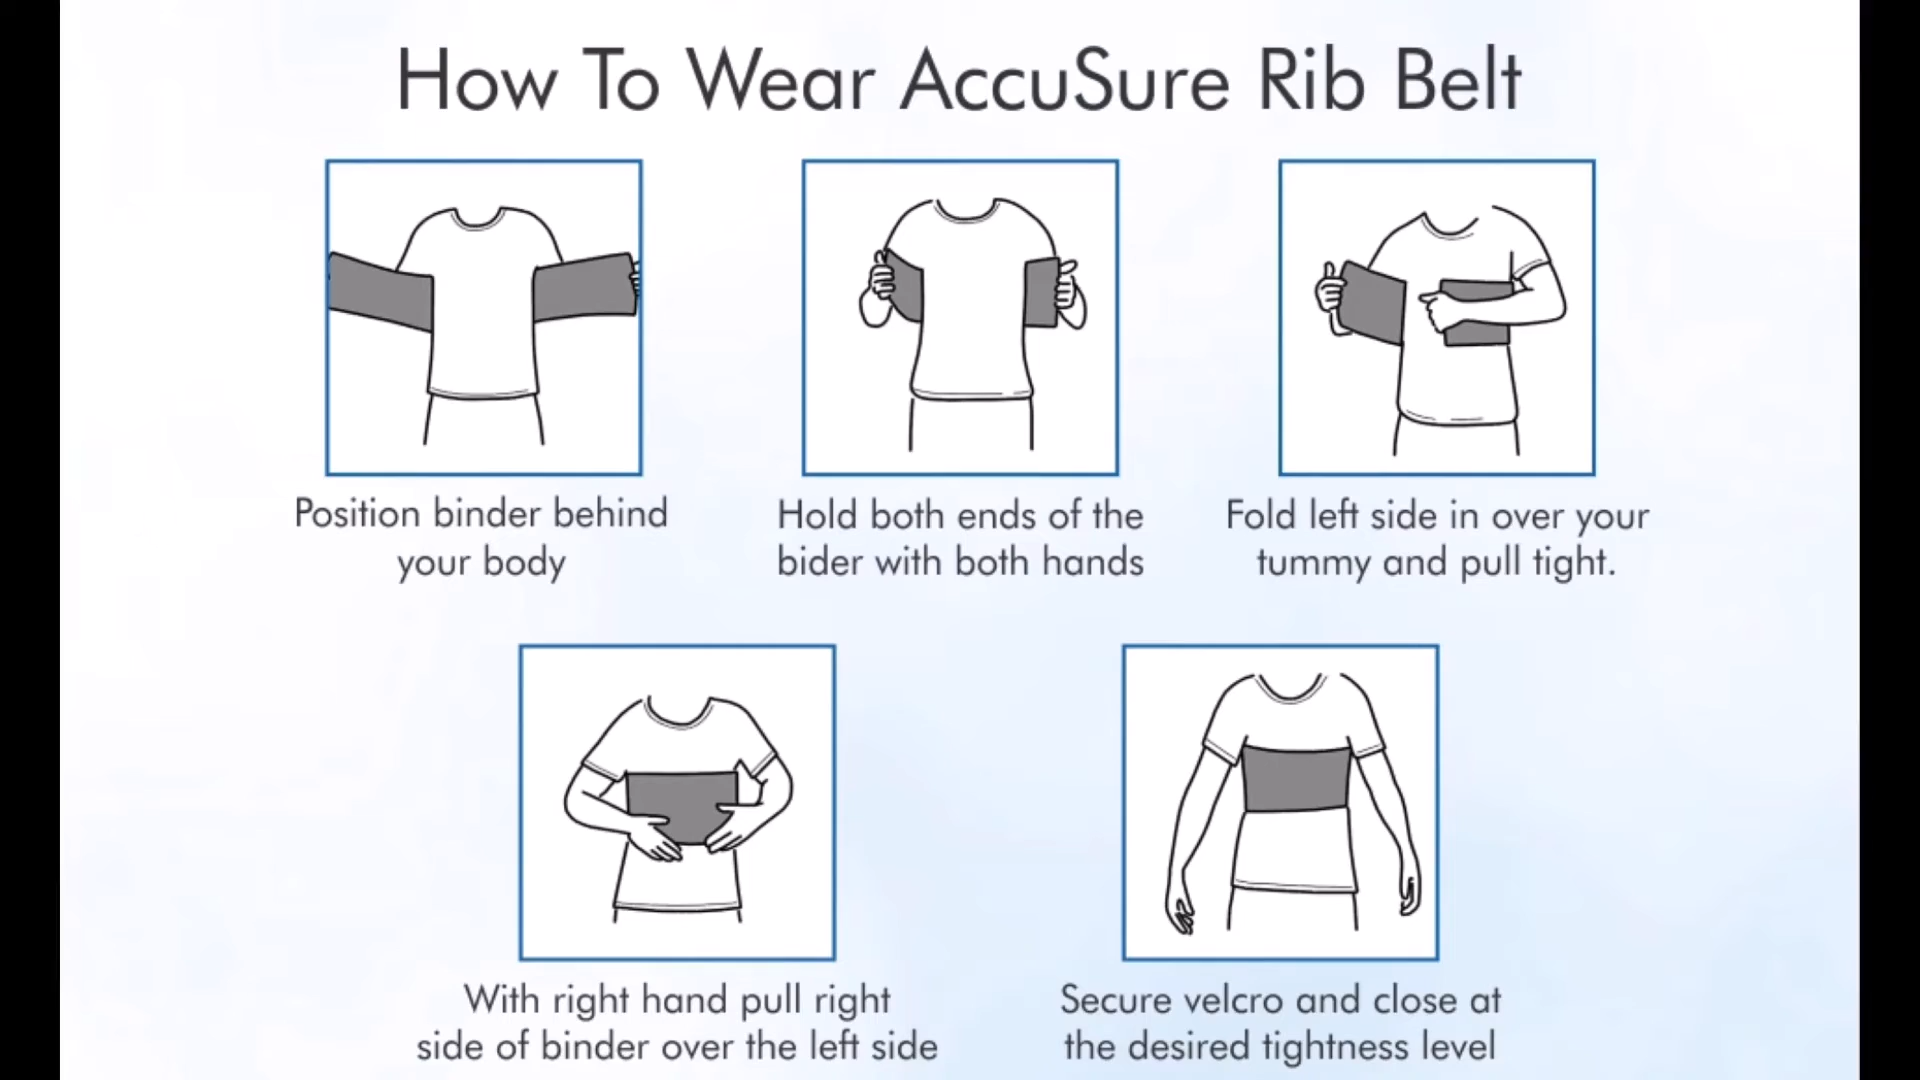 How To Wear AccuSure Rib Belt
Position binder behind
your body
Hold both ends of the
bider with both hands
Fold left side in over your
tummy and pull tight.
With right hand pull right
side of binder over the left side
Secure velcro and close at
the desired tightness level